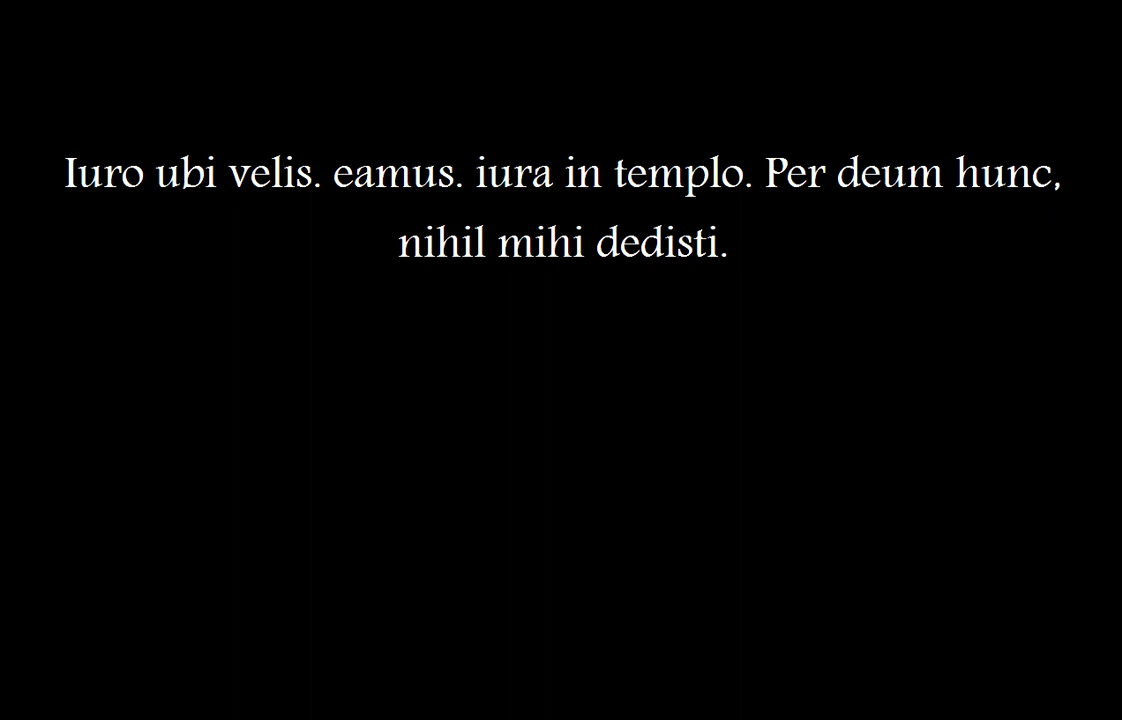 Iuro ubi velis. eamus. iura in templo. Per deum hunc,
nihil mihi dedisti.